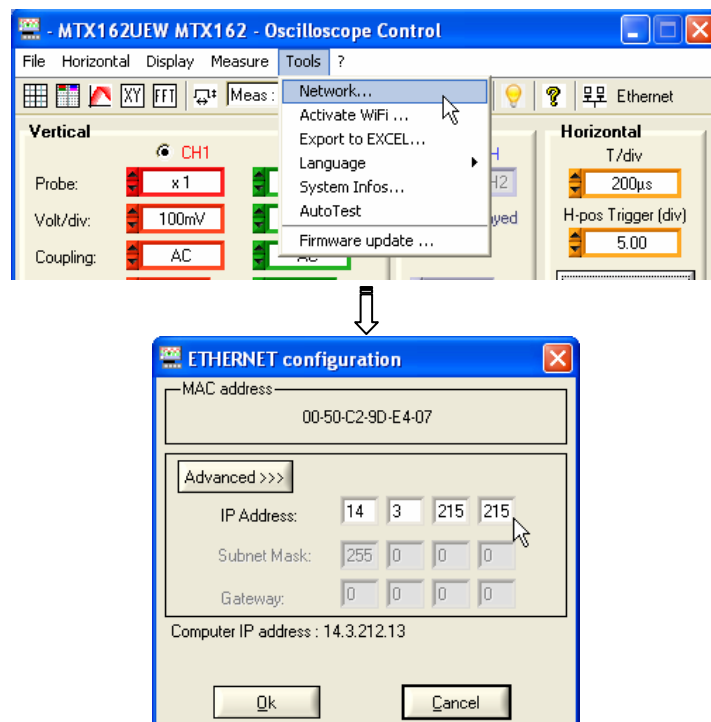 - MTX162UEW MTX162 - Oscilloscope Control
File Horizontal Display Measure Tools ?
XY FFT Meas: ? Ethernet
Network...
Activate WiFi ...
Export to EXCEL...
Language
System Infos...
AutoTest
Firmware update ...
Vertical
CH1
Probe: x 1
Volt/div: 100mV
Coupling: AC
AC
H
H2
yed
Horizontal
T/div
200µs
H-pos Trigger (div)
5.00
ETHERNET configuration
MAC address
00-50-C2-9D-E4-07
Advanced >>>
IP Address: 14 3 215 215
Subnet Mask: 255 0 0 0
Gateway: 0 0 0 0
Computer IP address : 14.3.212.13
Ok Cancel